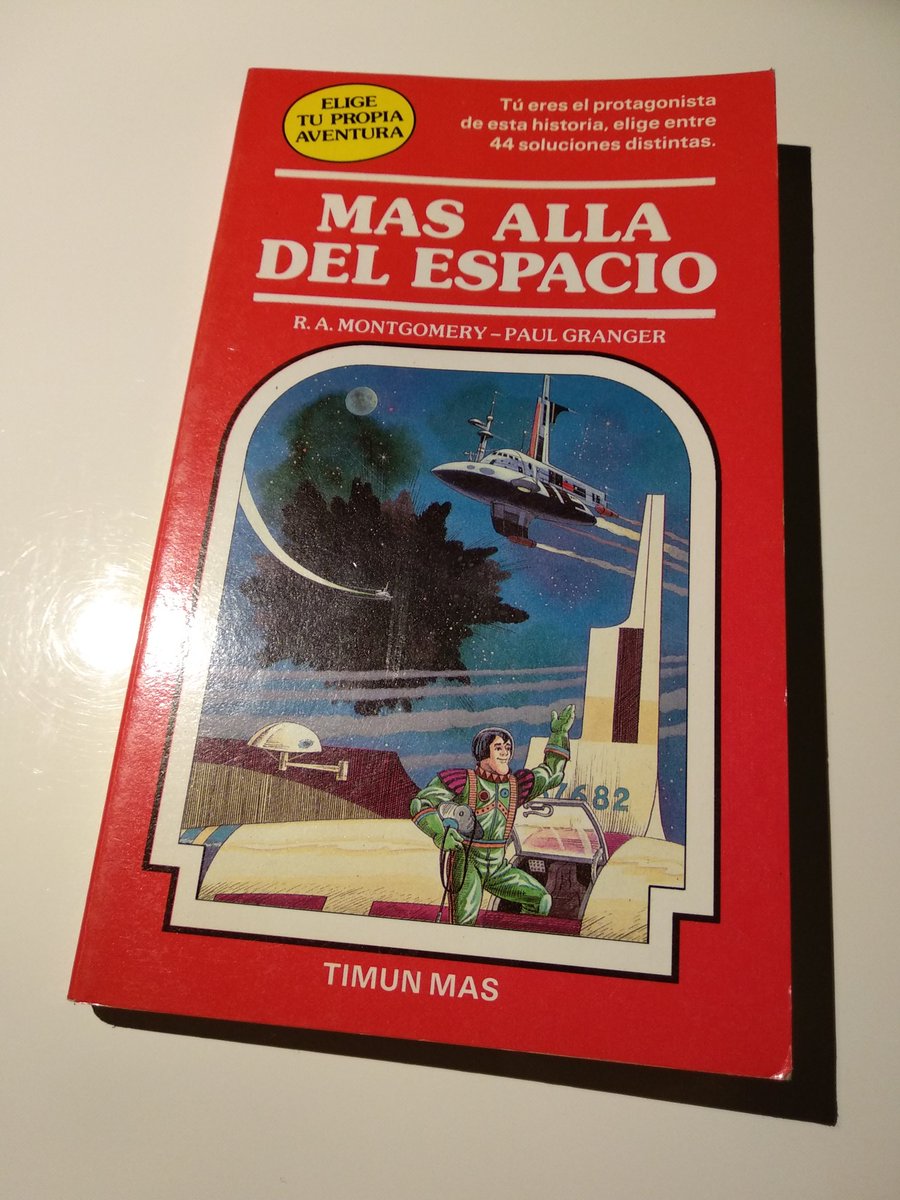 ELIGE
TU PROPIA
AVENTURA
Tú eres el protagonista
de esta historia, elige entre
44 soluciones distintas.
MAS ALLA
DEL ESPACIO
R. A. MONTGOMERY – PAUL GRANGER
7682
TIMUN MAS